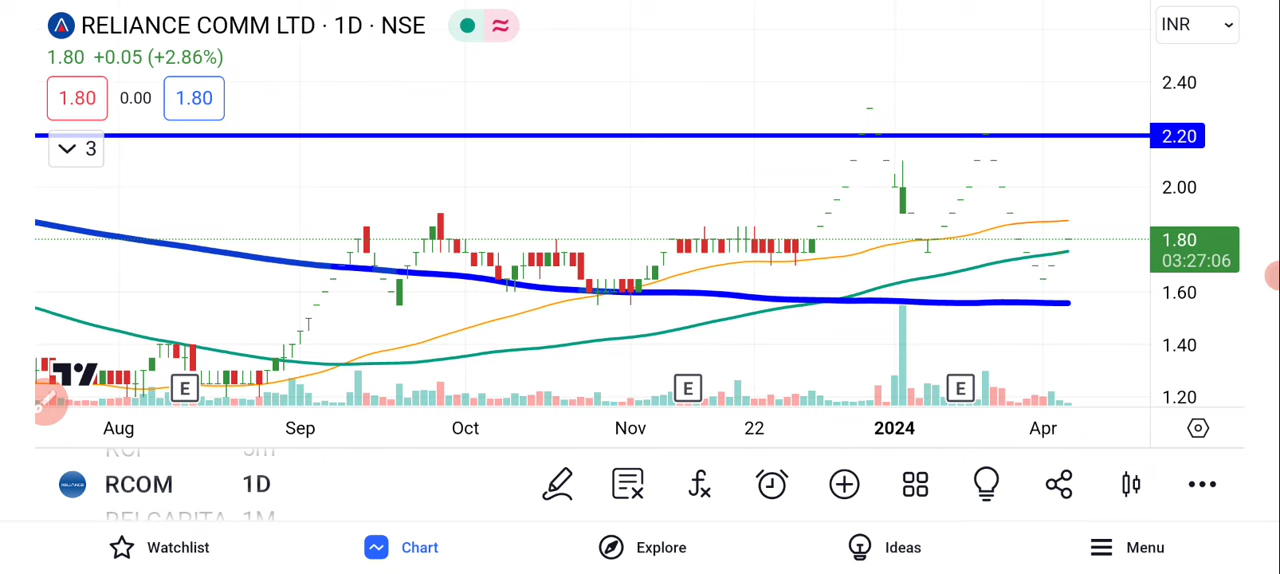 RELIANCE COMM LTD · 1D · NSE
INR
1.80 +0.05 (+2.86%)
1.80 0.00 1.80
3
2.40
2.20
2.00
1.80
03:27:06
1.60
1.40
1.20
E E E
Aug Sep Oct Nov 22 2024 Apr
RCOM 1D
Watchlist Chart Explore Ideas Menu